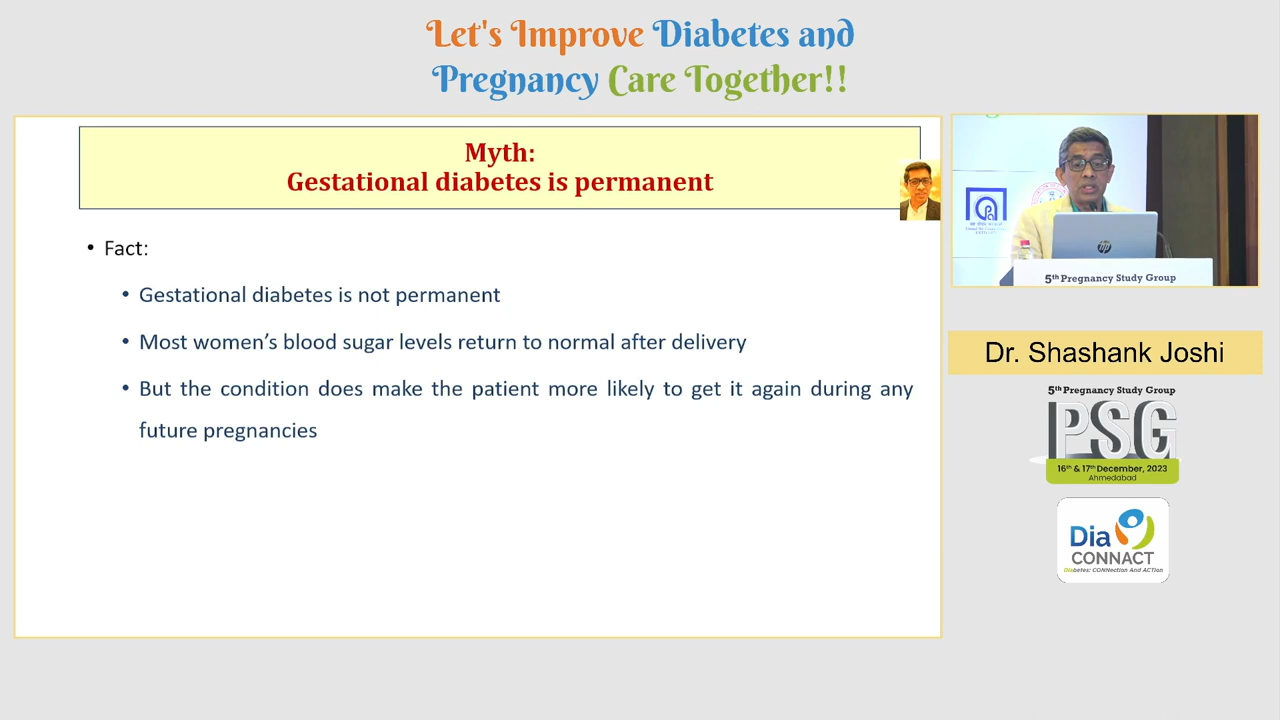 Let's Improve Diabetes and
Pregnancy Care Together!!
Myth:
Gestational diabetes is permanent
• Fact:
• Gestational diabetes is not permanent
• Most women’s blood sugar levels return to normal after delivery
• But the condition does make the patient more likely to get it again during any
future pregnancies
hp
5th Pregnancy Study Group
Dr. Shashank Joshi
5th Pregnancy Study Group
PSG
16th & 17th December, 2023
Ahmedabad
Dia
CONNACT
Diabetes: CONNection And ACTion